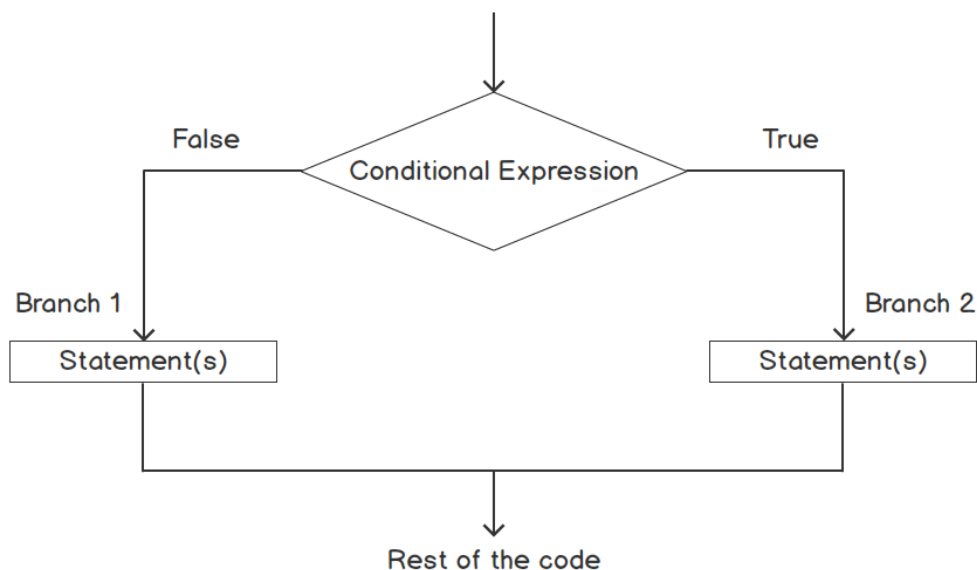 False
True
Conditional Expression
Branch 1
Branch 2
Statement(s)
Statement(s)
Rest of the code